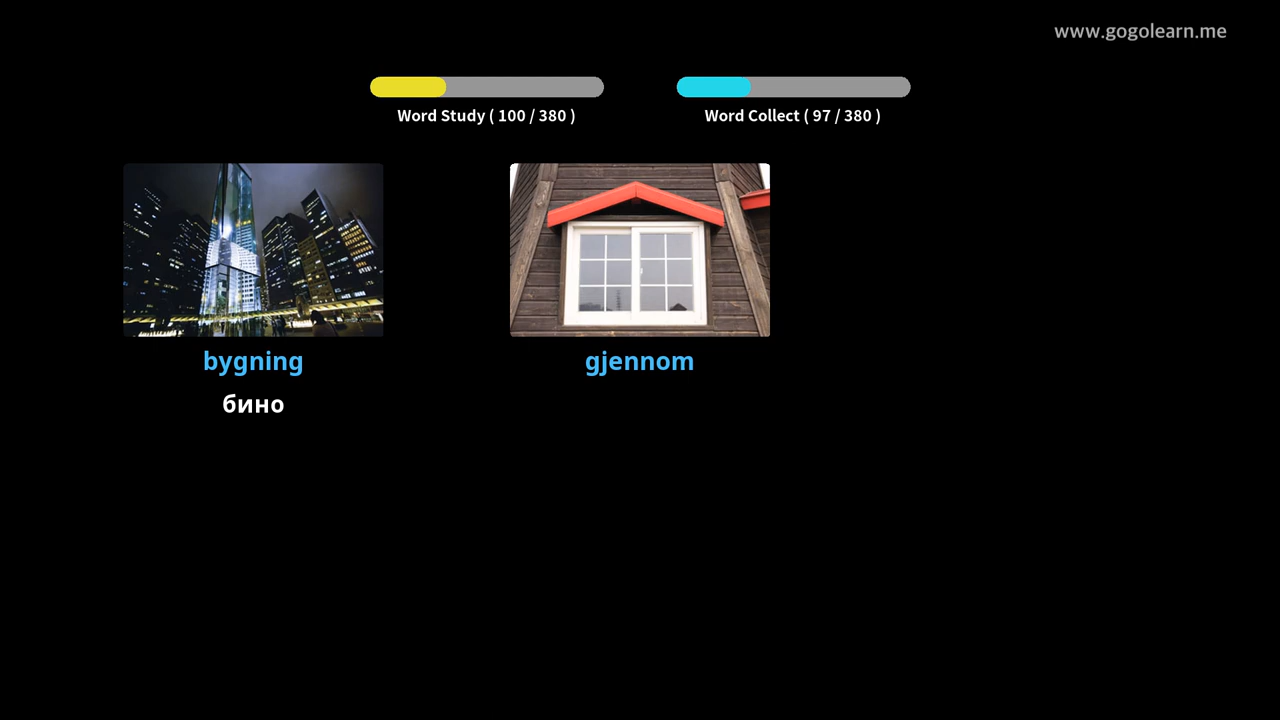 www.gogolearn.me
Word Study ( 100 / 380 )
Word Collect ( 97 / 380 )
bygning
gjennom
бино